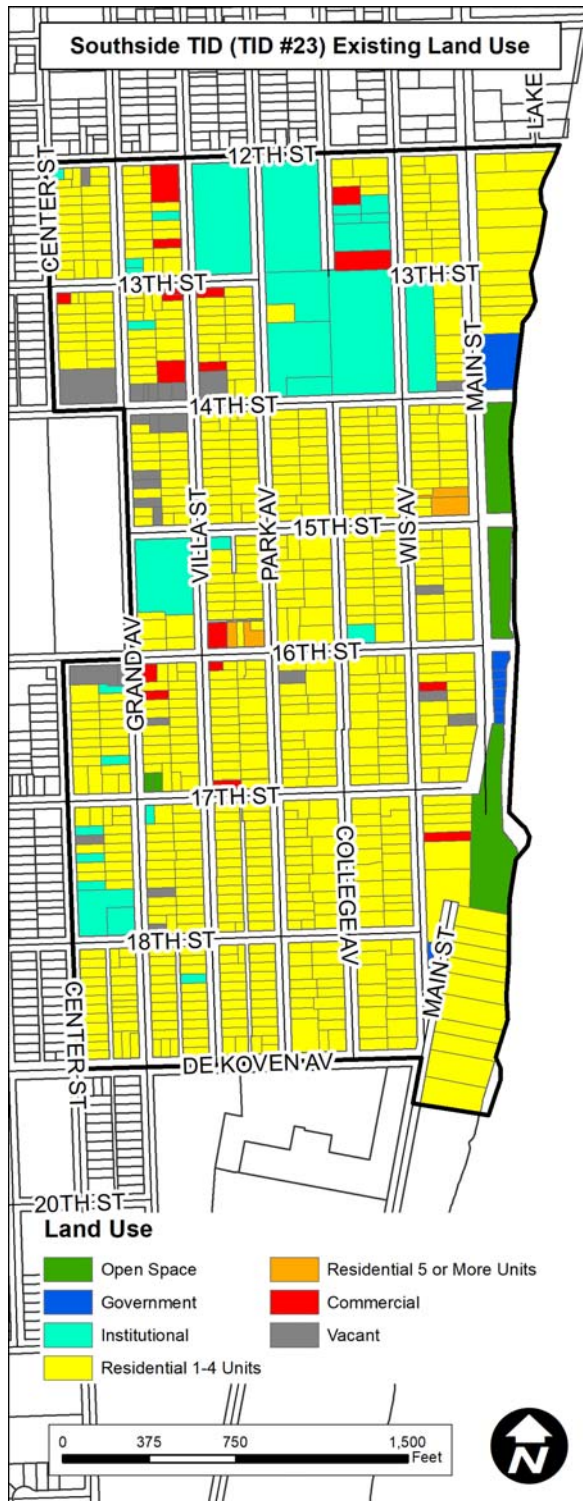 Southside TID (TID #23) Existing Land Use
LAKE
12TH ST
CENTER ST
13TH ST
13TH ST
MAIN ST
14TH ST
VILLA ST
PARK AV
WIS AV
15TH ST
GRAND AV
16TH ST
17TH ST
COLLEGE AV
18TH ST
MAIN ST
CENTER ST
DE KOVEN AV
20TH ST
Land Use
Open Space
Residential 5 or More Units
Government
Commercial
Institutional
Vacant
Residential 1-4 Units
0 375 750 1,500
Feet
N